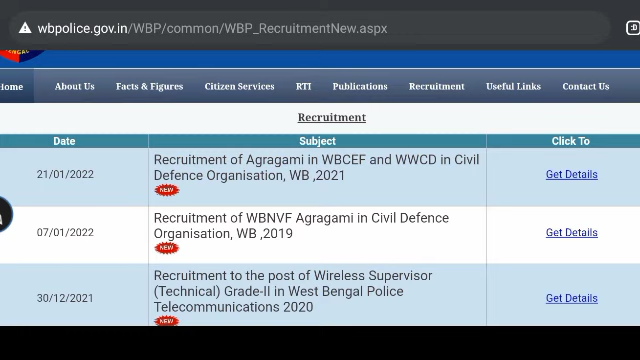 wbpolice.gov.in/WBP/common/WBP_RecruitmentNew.aspx
:D
Home About Us Facts & Figures Citizen Services RTI Publications Recruitment Useful Links Contact Us
Recruitment
Date Subject Click To
21/01/2022 Recruitment of Agragami in WBCEF and WWCD in Civil Get Details
Defence Organisation, WB ,2021
NEW
07/01/2022 Recruitment of WBNVF Agragami in Civil Defence Get Details
Organisation, WB ,2019
NEW
30/12/2021 Recruitment to the post of Wireless Supervisor Get Details
(Technical) Grade-II in West Bengal Police
Telecommunications 2020
NEW